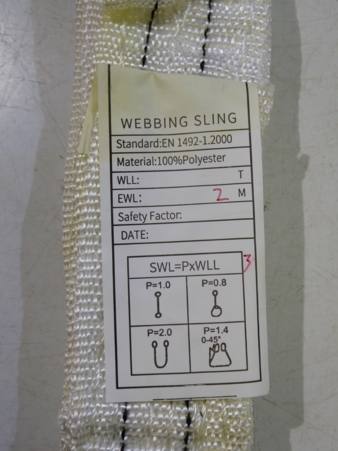 WEBBING SLING
Standard:EN 1492-1.2000
Material:100%Polyester
WLL: T
EWL: 2 M
Safety Factor:
DATE:
SWL=PxWLL 3
P=1.0 P=0.8
P=2.0 P=1.4
0-45°